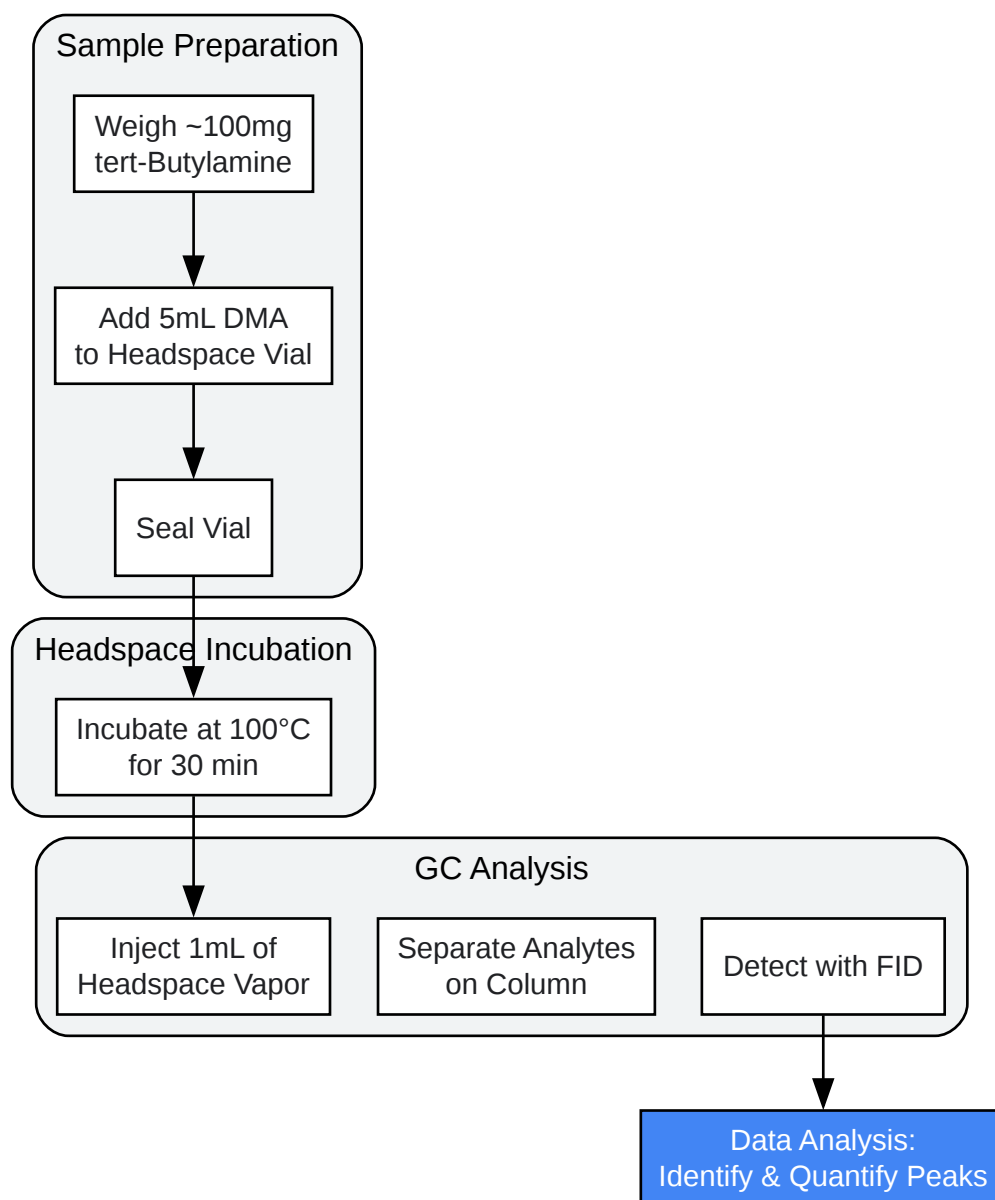 Sample Preparation
Weigh ~100mg
tert-Butylamine
Add 5mL DMA
to Headspace Vial
Seal Vial
Headspace Incubation
Incubate at 100°C
for 30 min
GC Analysis
Inject 1mL of
Headspace Vapor
Separate Analytes
on Column
Detect with FID
Data Analysis:
Identify & Quantify Peaks